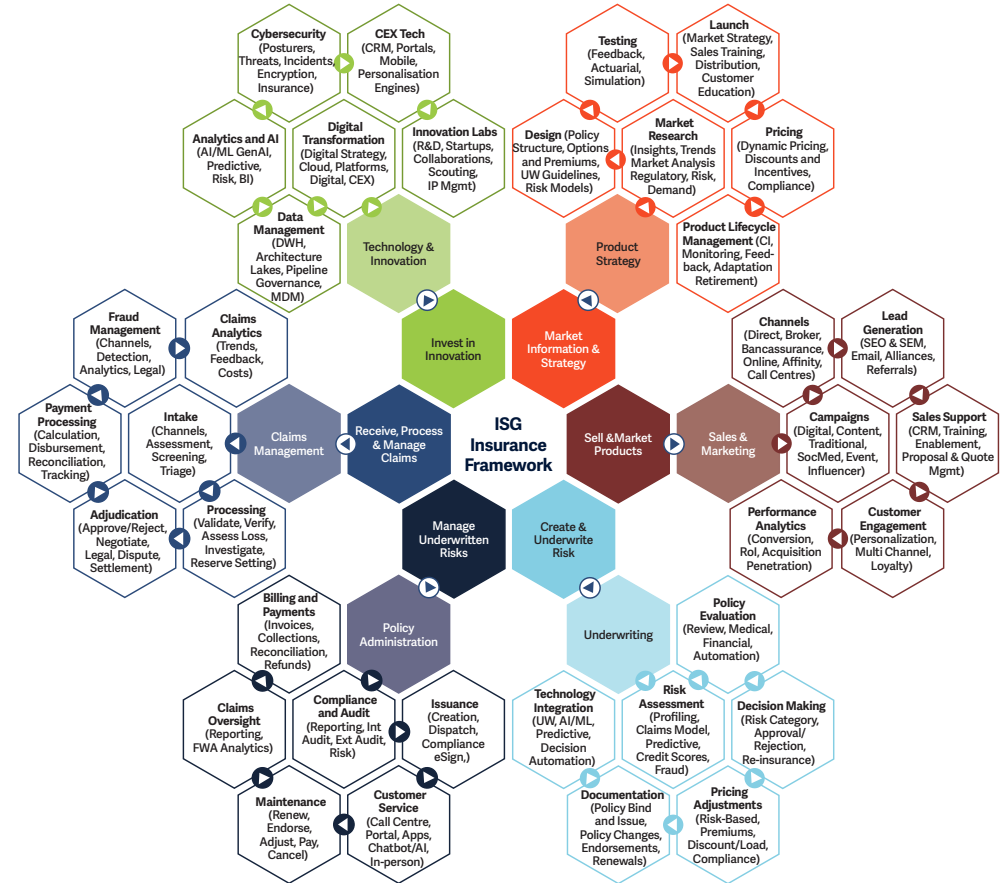 Cybersecurity
(Posturers,
Threats, Incidents,
Encryption,
Insurance)
CEX Tech
(CRM, Portals,
Mobile,
Personalisation
Engines)
Testing
(Feedback,
Actuarial,
Simulation)
Launch
(Market Strategy,
Sales Training,
Distribution,
Customer
Education)
Analytics and AI
(AI/ML GenAI,
Predictive,
Risk, BI)
Digital
Transformation
(Digital Strategy,
Cloud, Platforms,
Digital, CEX)
Innovation Labs
(R&D, Startups,
Collaborations,
Scouting,
IP Mgmt)
Design (Policy
Structure, Options
and Premiums,
UW Guidelines,
Risk Models)
Market
Research
(Insights, Trends
Market Analysis
Regulatory, Risk,
Demand)
Pricing
(Dynamic Pricing,
Discounts and
Incentives,
Compliance)
Data
Management
(DWH,
Architecture
Lakes, Pipeline
Governance,
MDM)
Technology &
Innovation
Product
Strategy
Product Lifecycle
Management (CI,
Monitoring, Feed-
back, Adaptation
Retirement)
Fraud
Management
(Channels,
Detection,
Analytics, Legal)
Claims
Analytics
(Trends,
Feedback,
Costs)
Invest in
Innovation
Market
Information &
Strategy
Channels
(Direct, Broker,
Bancassurance,
Online, Affinity,
Call Centres)
Lead
Generation
(SEO & SEM,
Email, Alliances,
Referrals)
Payment
Processing
(Calculation,
Disbursement,
Reconciliation,
Tracking)
Intake
(Channels,
Assessment,
Screening,
Triage)
Claims
Management
Receive, Process
& Manage
Claims
ISG
Insurance
Framework
Sell &Market
Products
Sales &
Marketing
Campaigns
(Digital, Content,
Traditional,
SocMed, Event,
Influencer)
Sales Support
(CRM, Training,
Enablement,
Proposal & Quote
Mgmt)
Adjudication
(Approve/Reject,
Negotiate,
Legal, Dispute,
Settlement)
Processing
(Validate, Verify,
Assess Loss,
Investigate,
Reserve Setting)
Manage
Underwritten
Risks
Create &
Underwrite
Risk
Performance
Analytics
(Conversion,
RoI, Acquisition
Penetration)
Customer
Engagement
(Personalization,
Multi Channel,
Loyalty)
Billing and
Payments
(Invoices,
Collections,
Reconciliation,
Refunds)
Policy
Administration
Underwriting
Policy
Evaluation
(Review, Medical,
Financial,
Automation)
Claims
Oversight
(Reporting,
FWA Analytics)
Compliance
and Audit
(Reporting, Int
Audit, Ext Audit,
Risk)
Issuance
(Creation,
Dispatch,
Compliance
eSign,)
Technology
Integration
(UW, AI/ML,
Predictive,
Decision
Automation)
Risk
Assessment
(Profiling,
Claims Model,
Predictive,
Credit Scores,
Fraud)
Decision Making
(Risk Category,
Approval/
Rejection,
Re-insurance)
Maintenance
(Renew,
Endorse,
Adjust, Pay,
Cancel)
Customer
Service
(Call Centre,
Portal, Apps,
Chatbot/AI,
In-person)
Documentation
(Policy Bind
and Issue,
Policy Changes,
Endorsements,
Renewals)
Pricing
Adjustments
(Risk-Based,
Premiums,
Discount/Load,
Compliance)